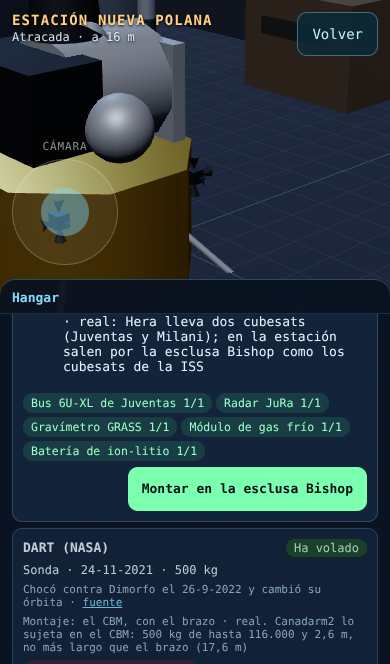 ESTACIÓN NUEVA POLANA
Atracada · a 16 m
Volver
CÁMARA
Hangar
· real: Hera lleva dos cubesats
(Juventas y Milani); en la estación
salen por la esclusa Bishop como los
cubesats de la ISS
Bus 6U-XL de Juventas 1/1 Radar JuRa 1/1
Gravímetro GRASS 1/1 Módulo de gas frío 1/1
Batería de ion-litio 1/1
Montar en la esclusa Bishop
DART (NASA) Ha volado
Sonda · 24-11-2021 · 500 kg
Chocó contra Dimorfo el 26-9-2022 y cambió su
órbita · fuente
Montaje: el CBM, con el brazo · real. Canadarm2 lo
sujeta en el CBM: 500 kg de hasta 116.000 y 2,6 m,
no más largo que el brazo (17,6 m)